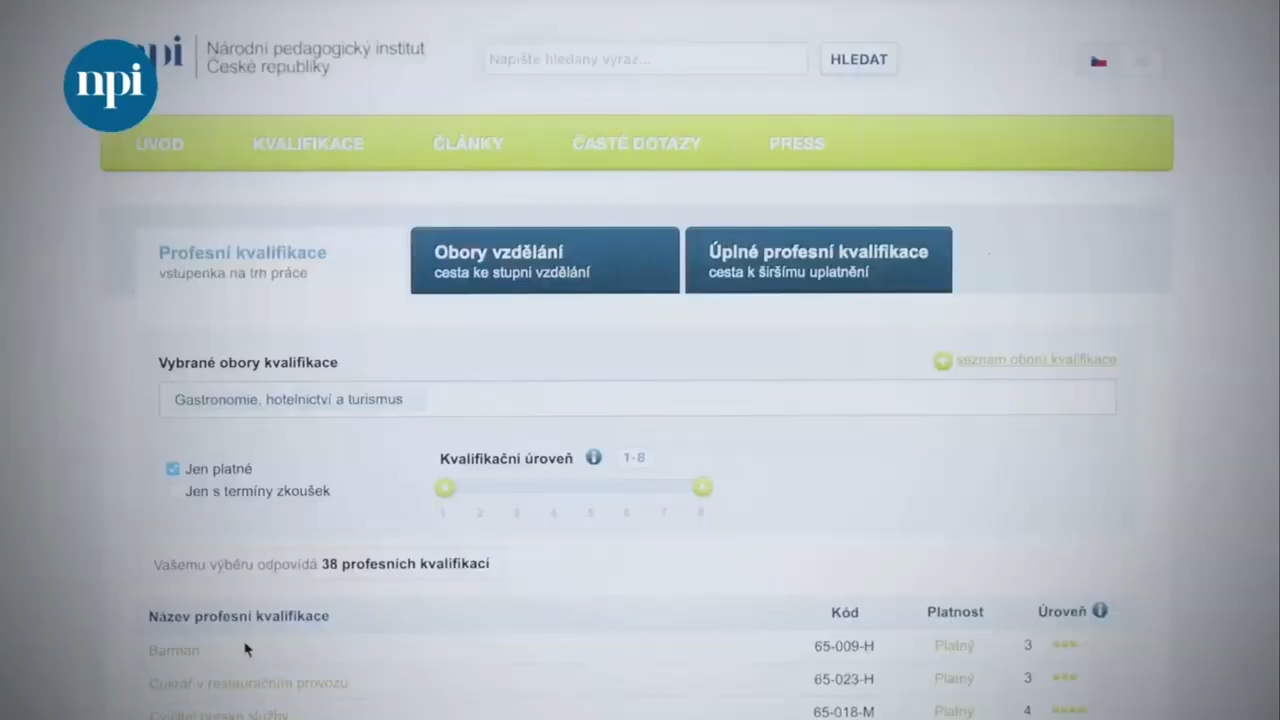 npi
Národní pedagogický institut
České republiky
Napište hledaný výraz...
HLEDAT
npi
ÚVOD
KVALIFIKACE
ČLÁNKY
ČASTÉ DOTAZY
PRESS
Profesní kvalifikace
vstupenka na trh práce
Obory vzdělání
cesta ke stupni vzdělání
Úplné profesní kvalifikace
cesta k širšímu uplatnění
Vybrané obory kvalifikace
seznam oborů kvalifikace
Gastronomie, hotelnictví a turismus
Jen platné
Jen s termíny zkoušek
Kvalifikační úroveň
1-8
1 2 3 4 5 6 7 8
Vašemu výběru odpovídá 38 profesních kvalifikací
Název profesní kvalifikace Kód Platnost Úroveň
Barman 65-009-H Platný 3
Cukrář v restauračním provozu 65-023-H Platný 3
65-018-M Platný 4